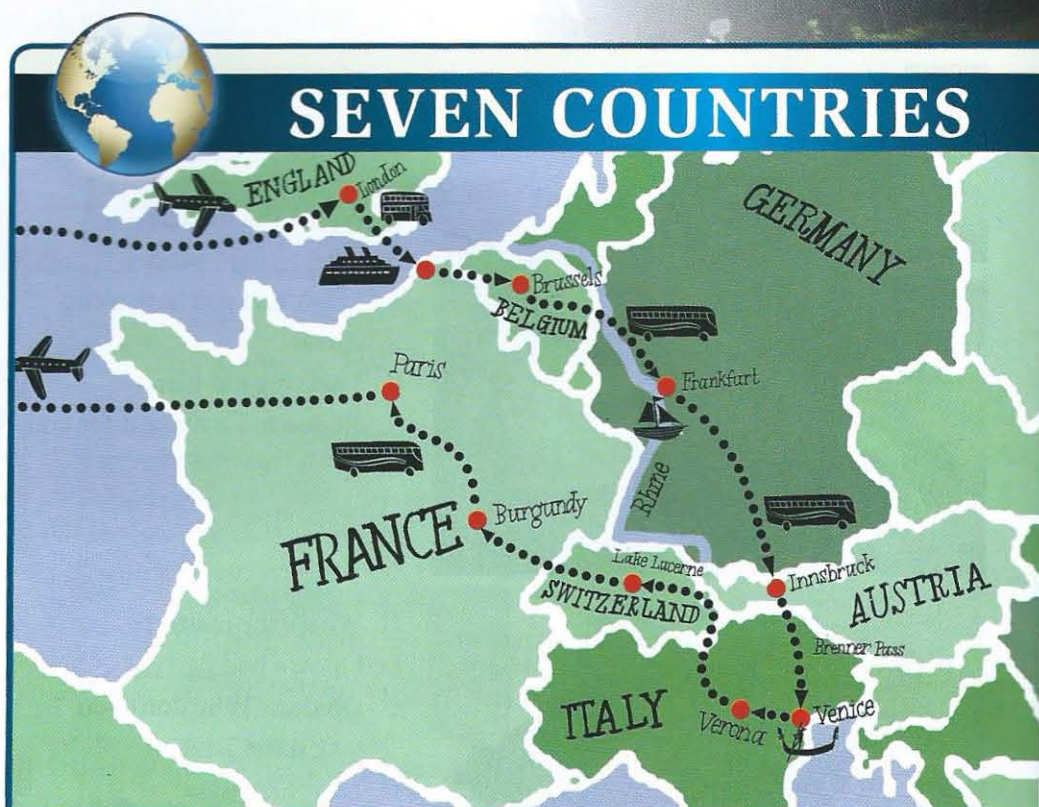 SEVEN COUNTRIES
ENGLAND
London
GERMANY
Brussels
BELGIUM
Paris
Frankfurt
Rhine
Burgundy
FRANCE
Lake Lucerne
SWITZERLAND
Innsbruck
AUSTRIA
Brenner Pass
ITALY
Verona
Venice